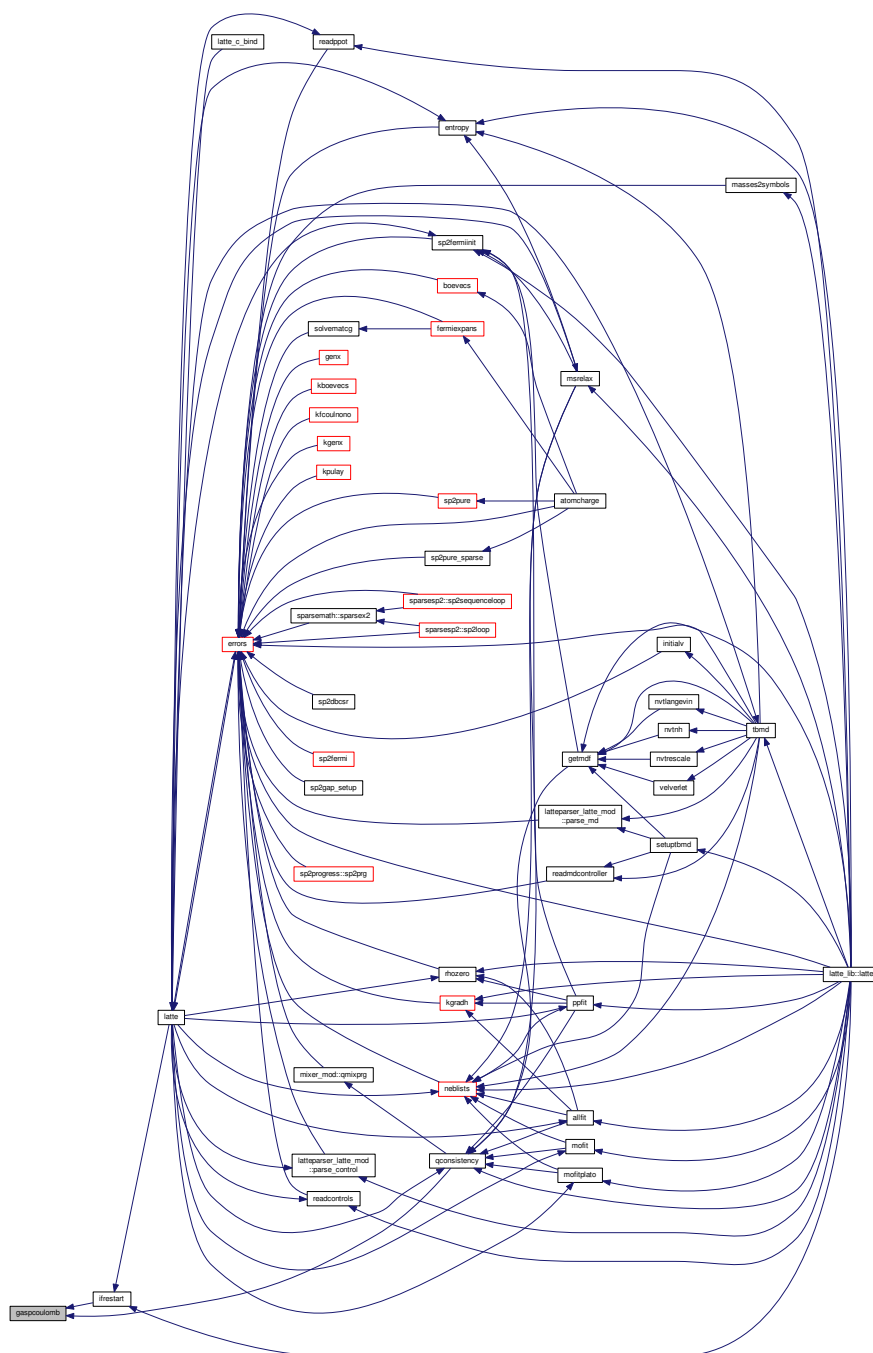 latte_c_bind
readppot
entropy
masses2symbols
sp2fermiinit
boevecs
solvematcg
fermiexpans
genx
msrelax
kboevecs
kfcoulnono
kgenx
kpulay
sp2pure
atomcharge
sp2pure_sparse
sparsesp2::sp2sequenceloop
sparsemath::sparsex2
sparsesp2::sp2loop
errors
initialv
sp2dbcsr
nvtlangevin
nvtnh
tbmd
getmdf
nvtrescale
sp2fermi
sp2gap_setup
velverlet
latteparser_latte_mod
::parse_md
setuptbmd
sp2progress::sp2prg
readmdcontroller
rhozero
latte_lib::latte
kgradh
ppfit
latte
mixer_mod::qmixprg
neblists
allfit
mofit
latteparser_latte_mod
::parse_control
qconsistency
mofitplato
readcontrols
ifrestart
gaspcoulomb